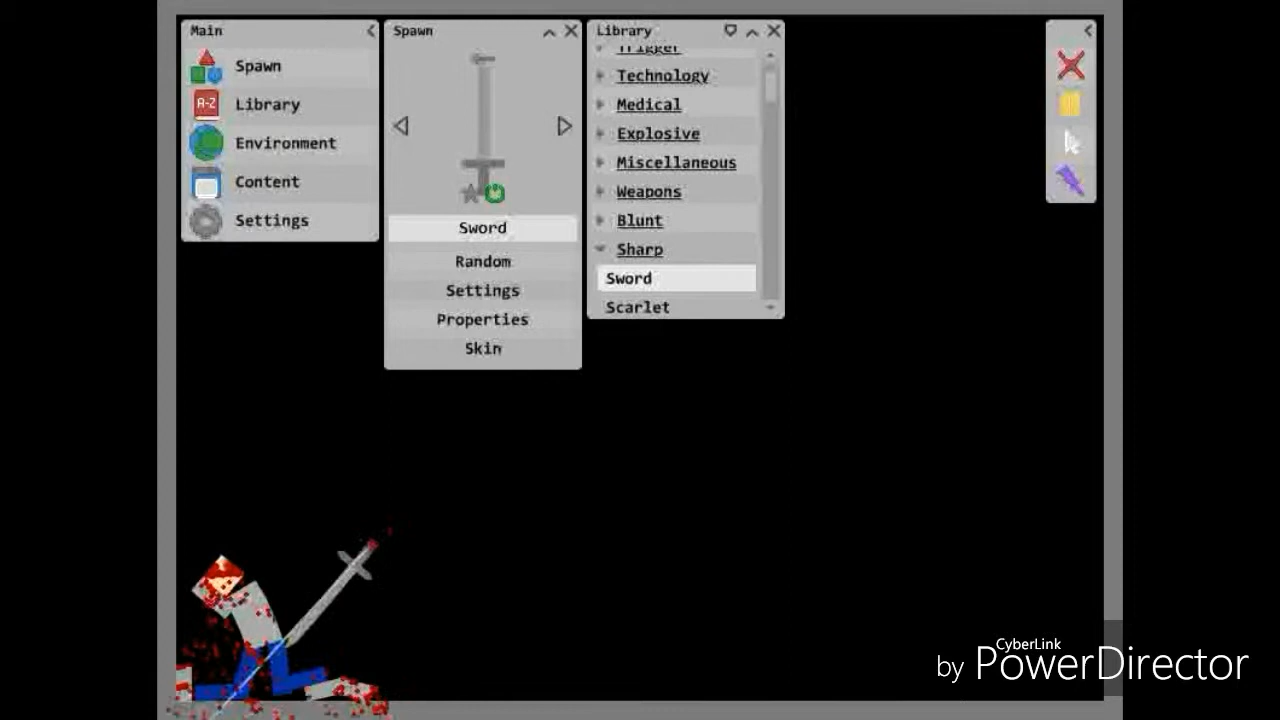 Main
Spawn
Library
Environment
Content
Settings
Spawn
Sword
Random
Settings
Properties
Skin
Library
Trigger
Technology
Medical
Explosive
Miscellaneous
Weapons
Blunt
Sharp
Sword
Scarlet
A-Z
CyberLink
by PowerDirector